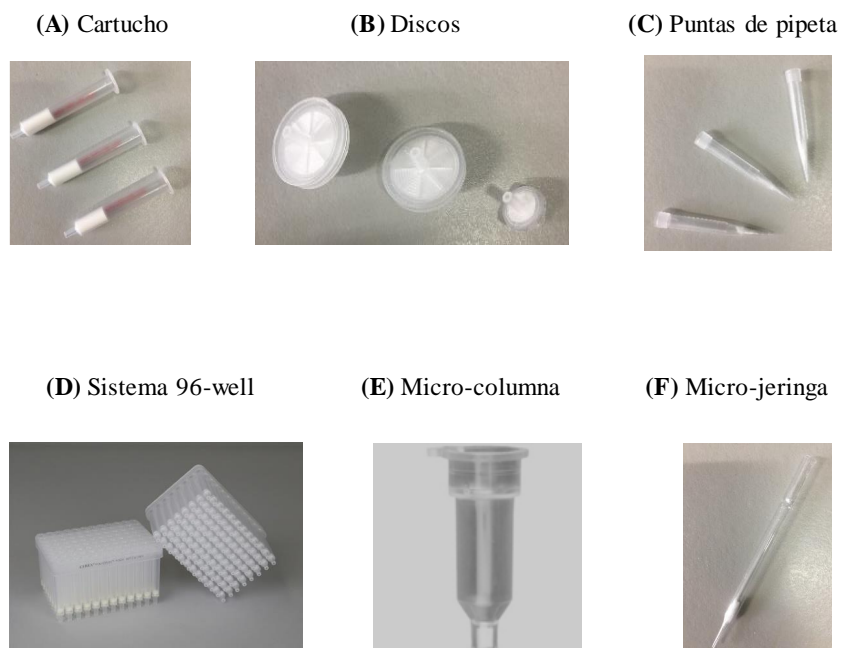 (A) Cartucho
(B) Discos
(C) Puntas de pipeta
(D) Sistema 96-well
(E) Micro-columna
(F) Micro-jeringa